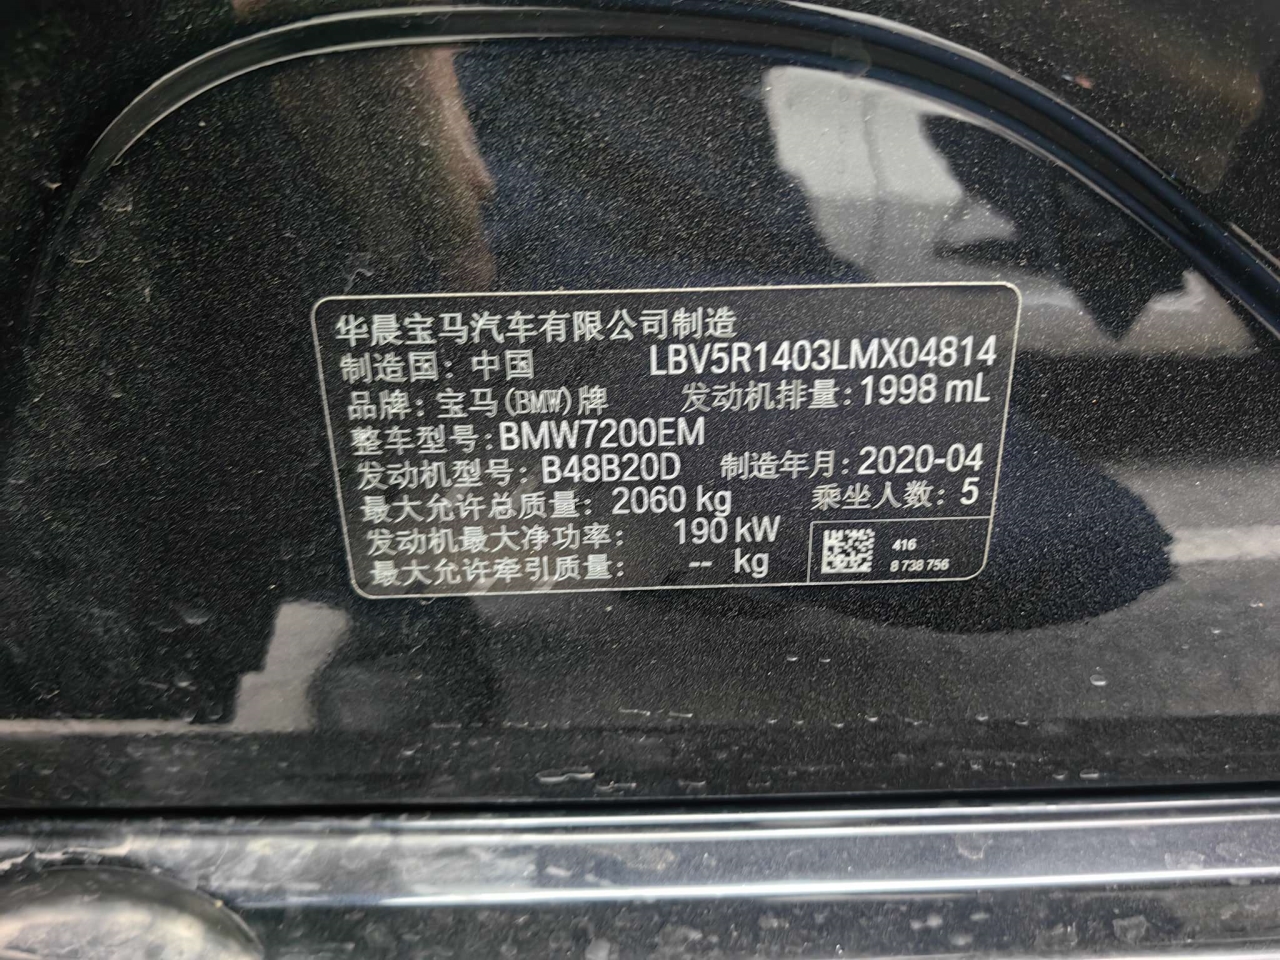 华晨宝马汽车有限公司制造
制造国：中国 LBV5R1403LMX04814
品牌：宝马(BMW)牌 发动机排量：1998 mL
整车型号：BMW7200EM
发动机型号：B48B20D 制造年月：2020-04
最大允许总质量：2060 kg 乘坐人数：5
发动机最大净功率：190 kW
最大允许牵引质量：-- kg
416
8 738 756